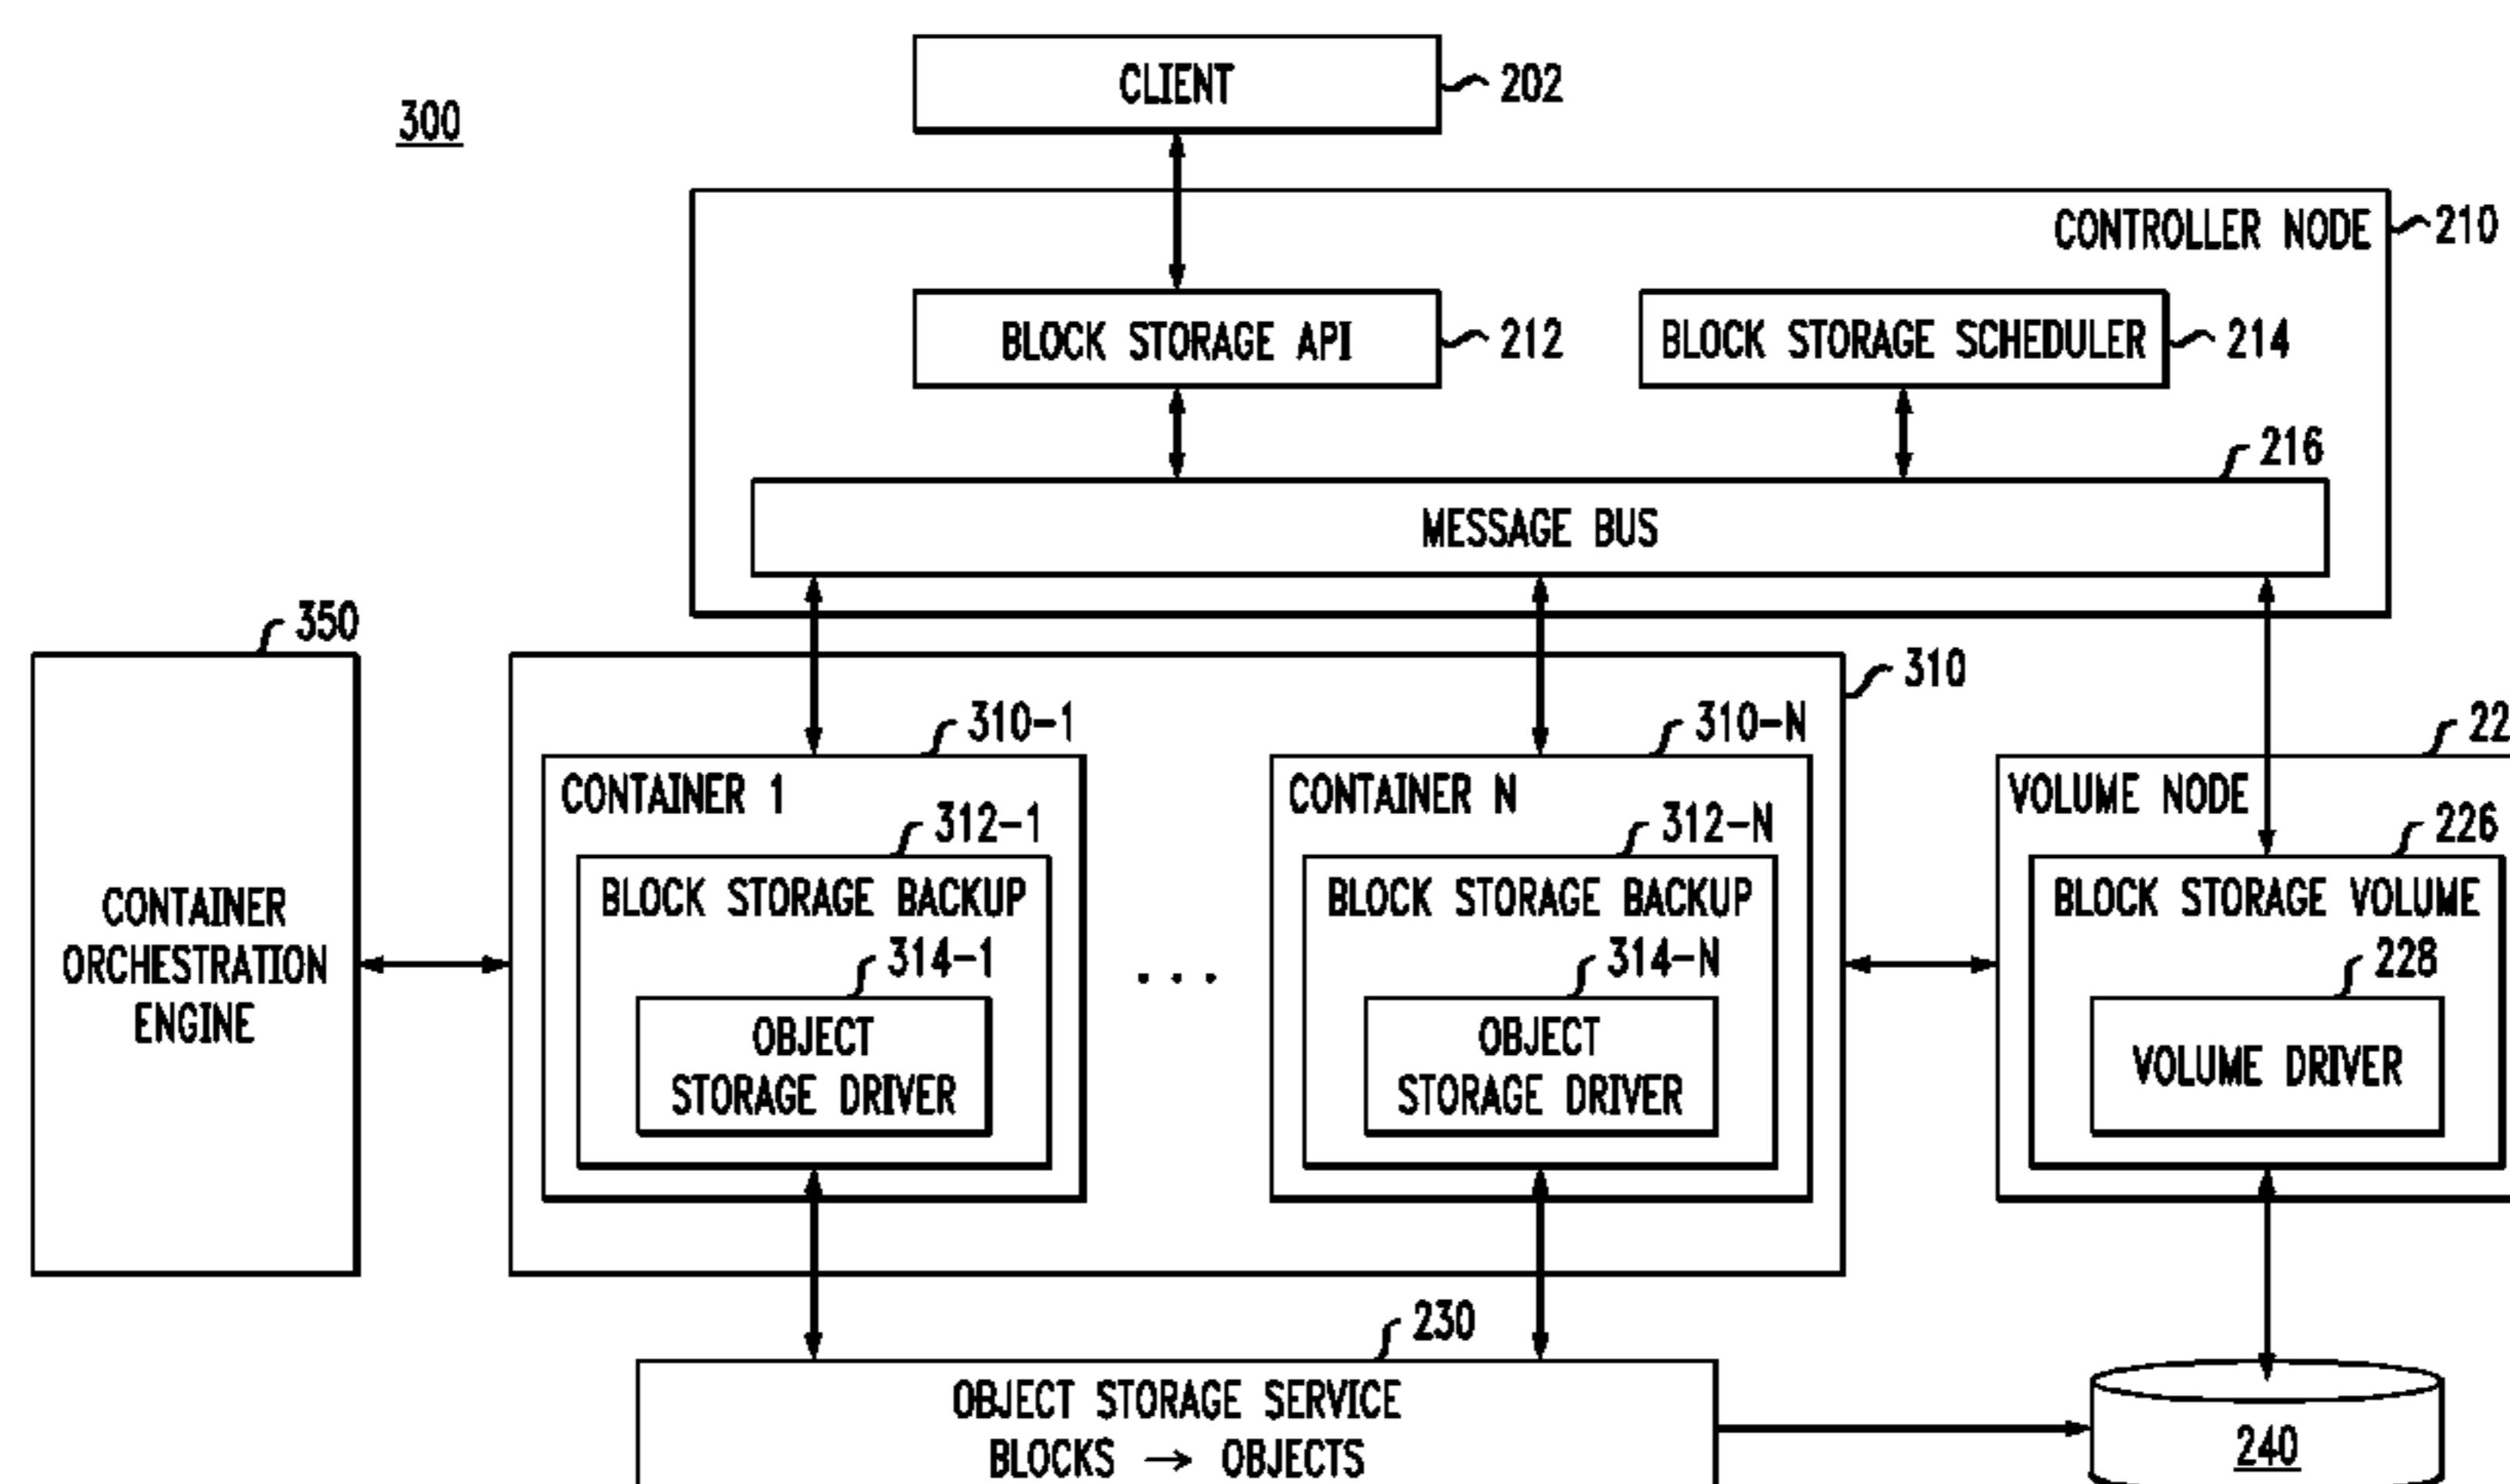 300
CLIENT
202
CONTROLLER NODE
210
BLOCK STORAGE API
212
BLOCK STORAGE SCHEDULER
214
216
MESSAGE BUS
350
CONTAINER
ORCHESTRATION
ENGINE
310
310-1
CONTAINER 1
312-1
BLOCK STORAGE BACKUP
314-1
OBJECT
STORAGE DRIVER
. . .
310-N
CONTAINER N
312-N
BLOCK STORAGE BACKUP
314-N
OBJECT
STORAGE DRIVER
VOLUME NODE
226
BLOCK STORAGE VOLUME
228
VOLUME DRIVER
230
OBJECT STORAGE SERVICE
BLOCKS → OBJECTS
240